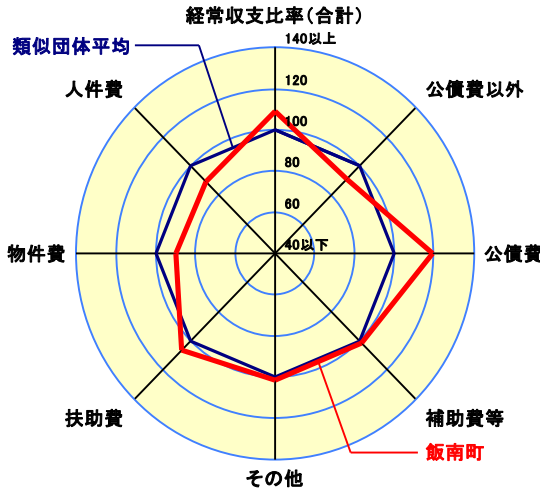 経常収支比率（合計）
140以上
類似団体平均
人件費
120
公債費以外
100
80
60
40以下
物件費
公債費
扶助費
補助費等
飯南町
その他